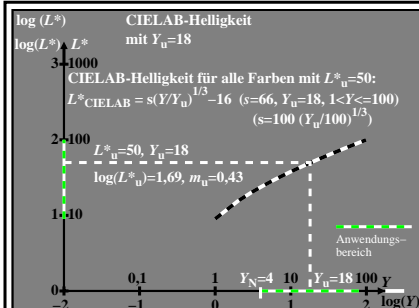 log (L*) CIELAB-Helligkeit
mit Yu=18
log(L*) L*
3 1000
CIELAB-Helligkeit für alle Farben mit L*u=50:
L*CIELAB = s(Y/Yu)^1/3−16 (s=66, Yu=18, 1<Y<=100)
(s=100 (Yu/100)^1/3)
2 100
L*u=50, Yu=18
log(L*u)=1,69, mu=0,43
1 10
Anwendungs-
bereich
YN=4 Yu=18 Y
0 0,1 1 10 100
−2 −1 0 1 2 log(Y)